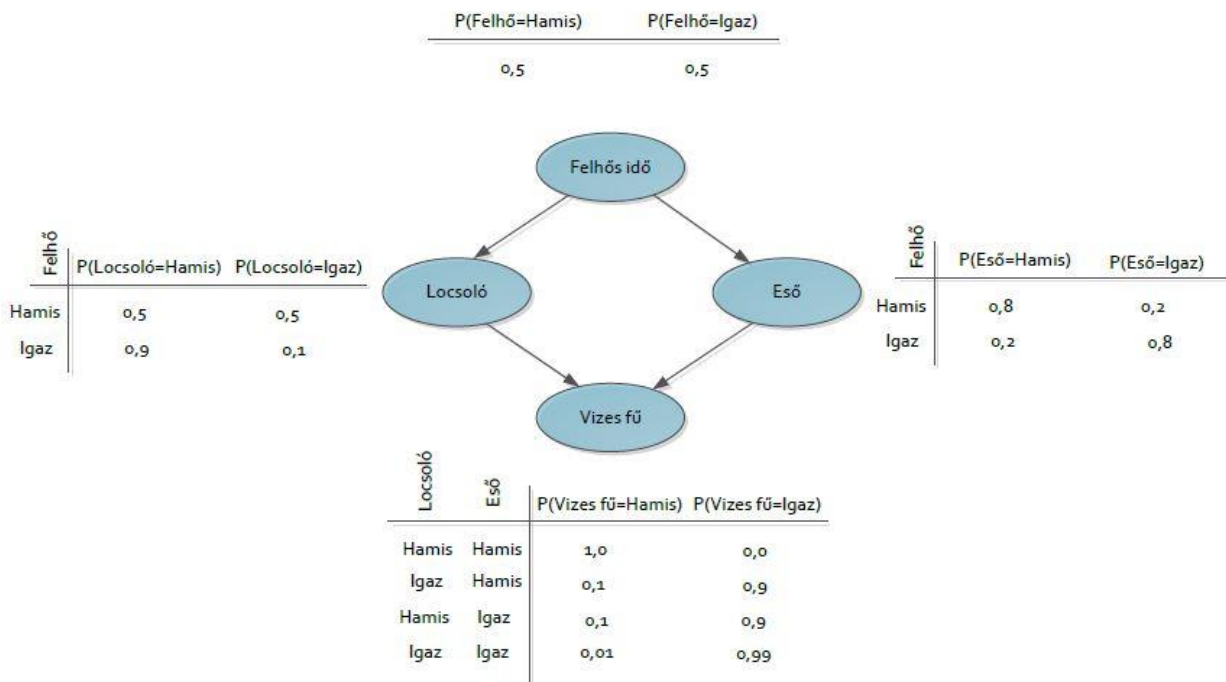 P(Felhő=Hamis) P(Felhő=Igaz)
0,5 0,5
Felhős idő
Felhő P(Locsoló=Hamis) P(Locsoló=Igaz)
Hamis 0,5 0,5
Igaz 0,9 0,1
Locsoló
Eső
Felhő P(Eső=Hamis) P(Eső=Igaz)
Hamis 0,8 0,2
Igaz 0,2 0,8
Vizes fű
Locsoló Eső P(Vizes fű=Hamis) P(Vizes fű=Igaz)
Hamis Hamis 1,0 0,0
Igaz Hamis 0,1 0,9
Hamis Igaz 0,1 0,9
Igaz Igaz 0,01 0,99